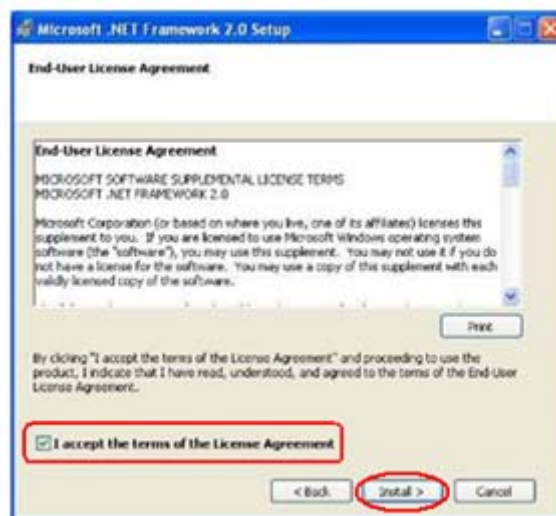 Microsoft .NET Framework 2.0 Setup
End-User License Agreement
End-User License Agreement
MICROSOFT SOFTWARE SUPPLEMENTAL LICENSE TERMS
MICROSOFT .NET FRAMEWORK 2.0
Microsoft Corporation (or based on where you live, one of its affiliates) licenses this
supplement to you. If you are licensed to use Microsoft Windows operating system
software (the "software"), you may use this supplement. You may not use it if you do
not have a license for the software. You may use a copy of this supplement with each
validly licensed copy of the software.
Print
By clicking "I accept the terms of the License Agreement" and proceeding to use the
product, I indicate that I have read, understood, and agreed to the terms of the End-User
License Agreement.
I accept the terms of the License Agreement
< Back
Install >
Cancel